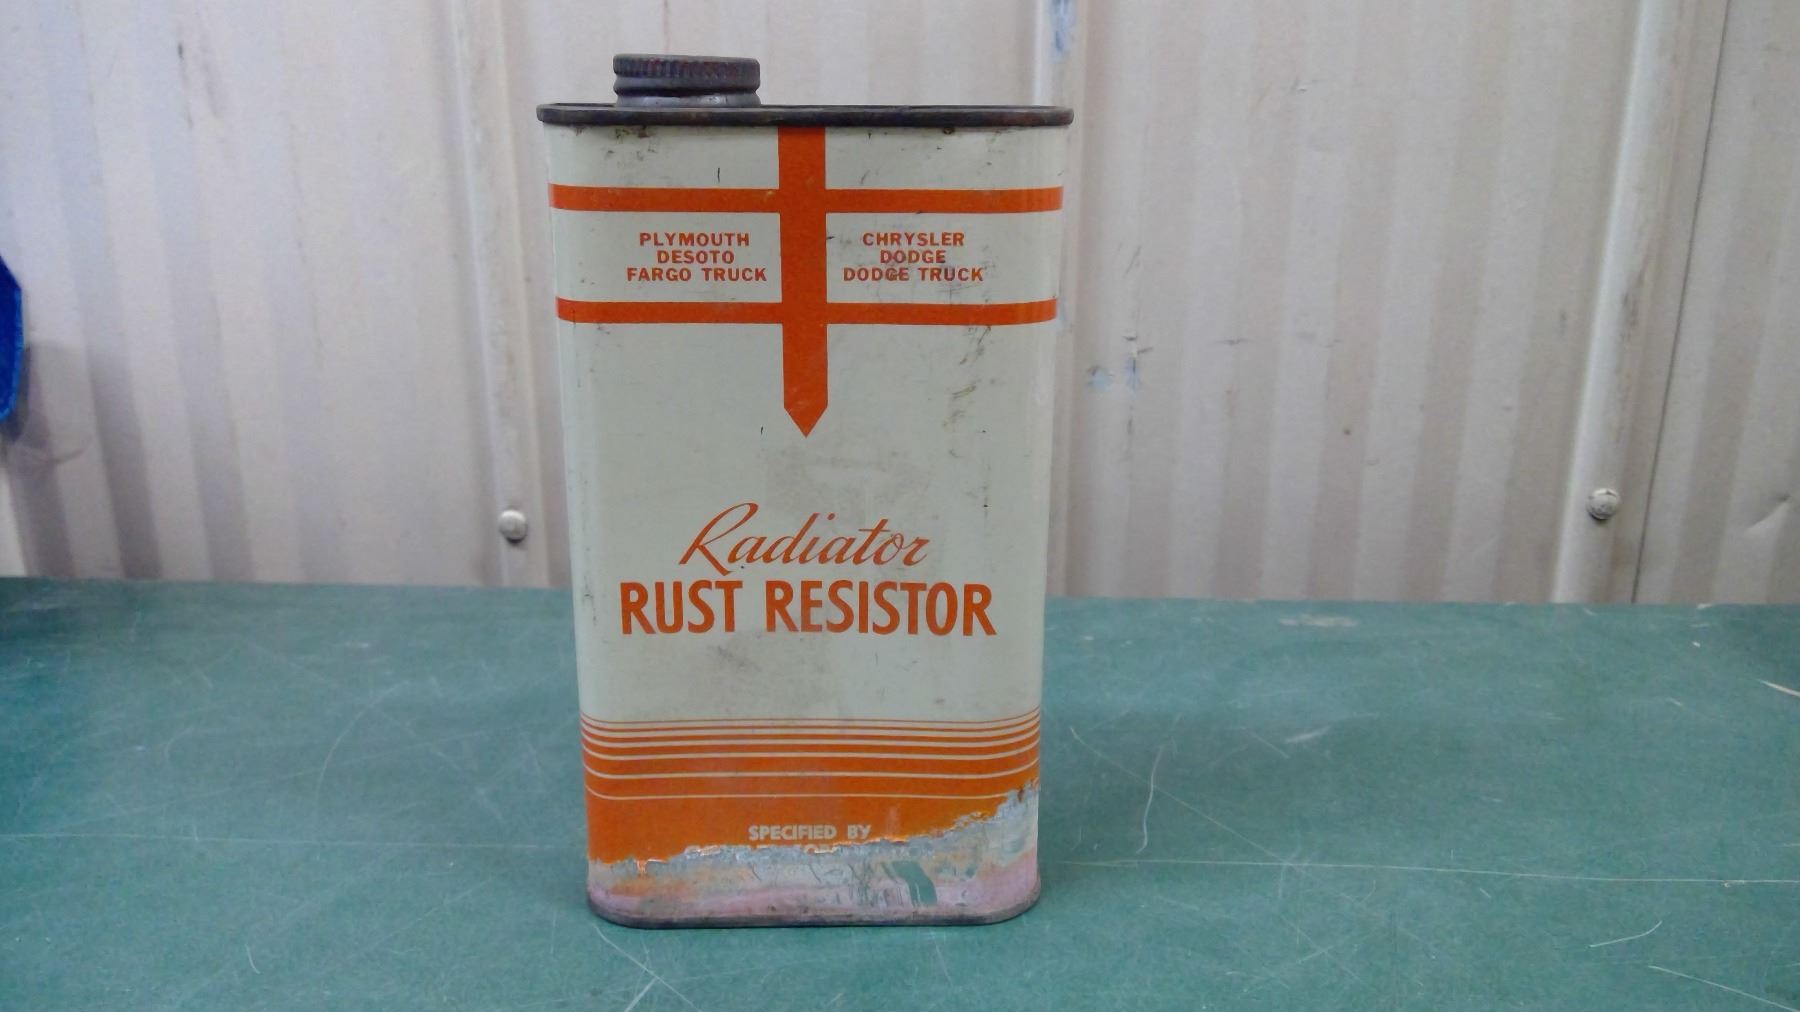 PLYMOUTH
DESOTO
FARGO TRUCK
CHRYSLER
DODGE
DODGE TRUCK
Radiator
RUST RESISTOR
SPECIFIED BY